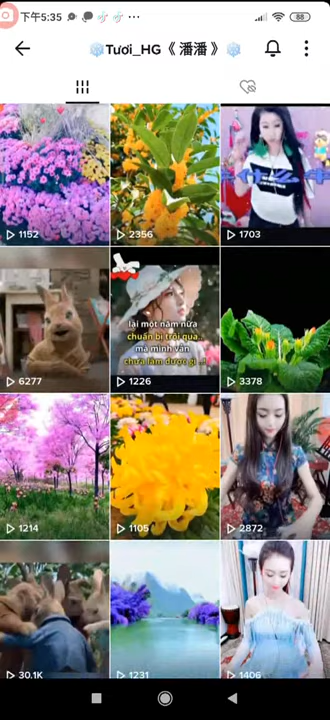 下午5:35
88
❄️Tươi_HG《 潘潘 》❄️
1152
2356
1703
6277
lại một năm nữa
chuẩn bị trôi qua..
mà mình vẫn
chưa làm được gì ..!!
1226
3378
1214
1105
2872
30.1K
1231
1406